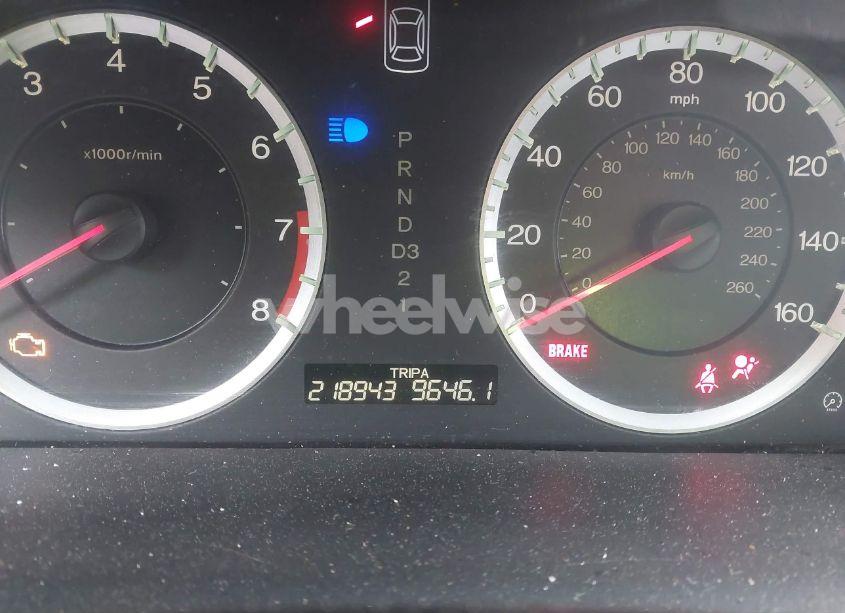 3 4 5 6 7 8
x1000r/min
P
R
N
D
D3
2
1
0 20 40 60 80 100 120 140 160
mph
0 20 40 60 80 100 120 140 160 180 200 220 240 260
km/h
wheelwise
BRAKE
TRIP A
218943 9646.1